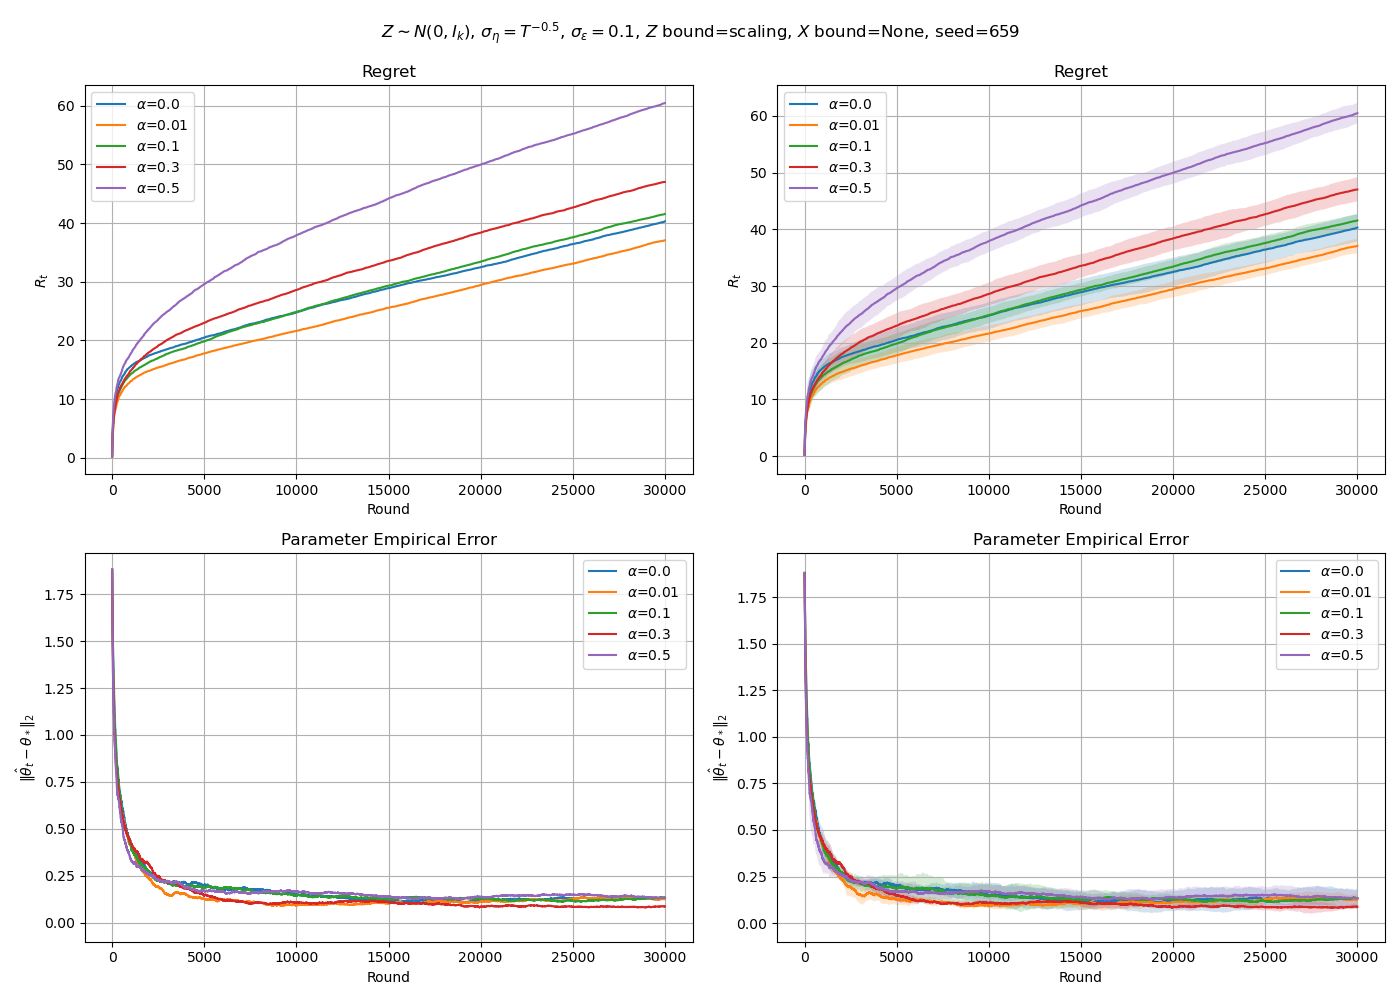 Z ~ N(0, I_k), σ_η = T^{-0.5}, σ_ε = 0.1, Z bound=scaling, X bound=None, seed=659
Regret
α=0.0
α=0.01
α=0.1
α=0.3
α=0.5
60
50
40
30
20
10
0
R_t
0 5000 10000 15000 20000 25000 30000
Round
Regret
α=0.0
α=0.01
α=0.1
α=0.3
α=0.5
60
50
40
30
20
10
0
R_t
0 5000 10000 15000 20000 25000 30000
Round
Parameter Empirical Error
α=0.0
α=0.01
α=0.1
α=0.3
α=0.5
1.75
1.50
1.25
1.00
0.75
0.50
0.25
0.00
‖θ̂_t − θ_*‖_2
0 5000 10000 15000 20000 25000 30000
Round
Parameter Empirical Error
α=0.0
α=0.01
α=0.1
α=0.3
α=0.5
1.75
1.50
1.25
1.00
0.75
0.50
0.25
0.00
‖θ̂_t − θ_*‖_2
0 5000 10000 15000 20000 25000 30000
Round